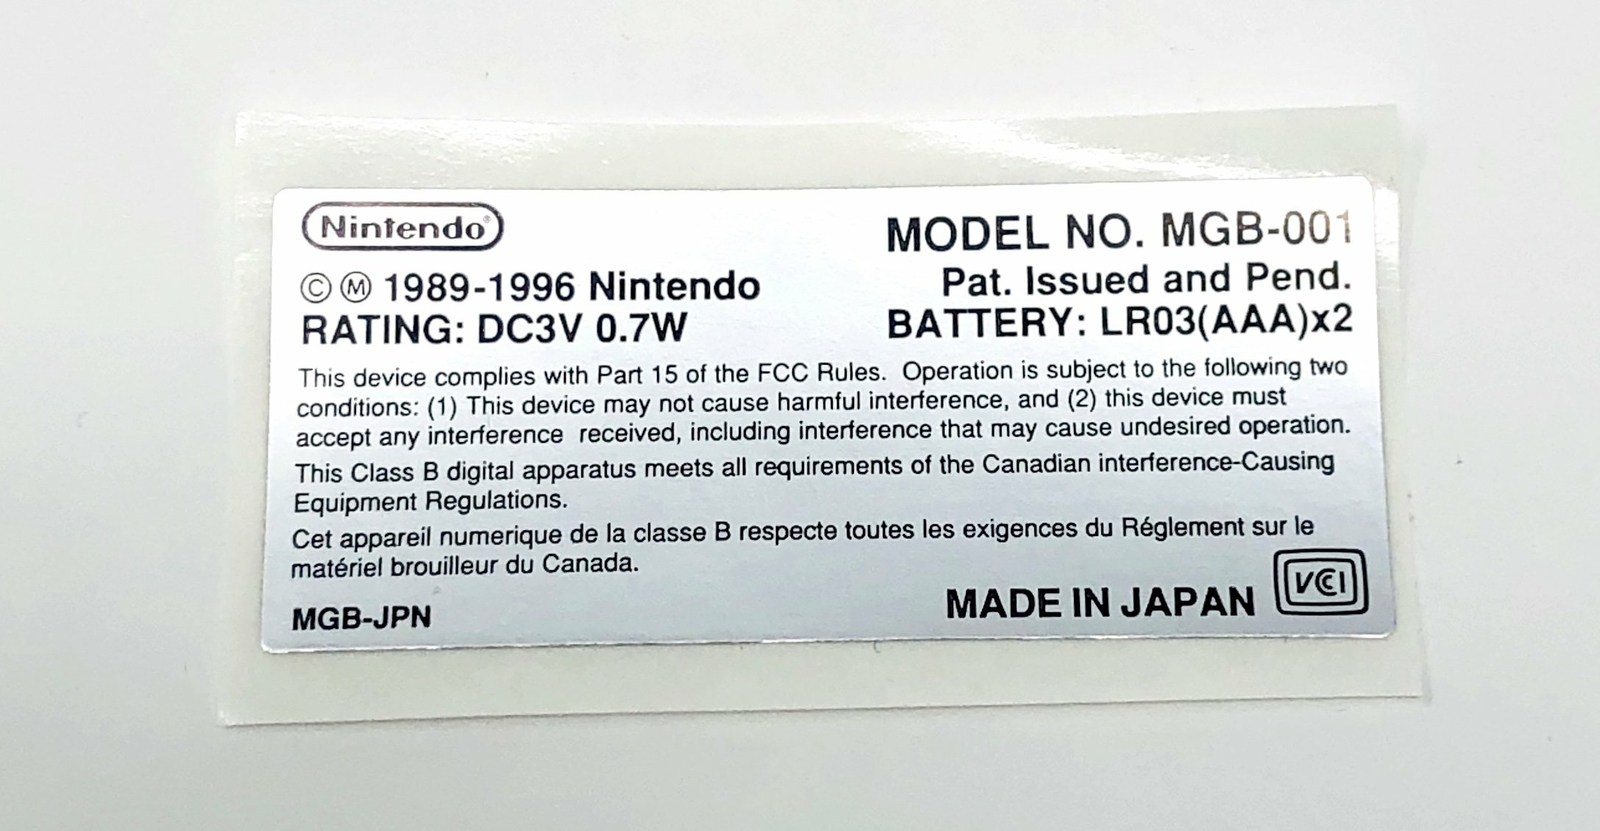 Nintendo®
MODEL NO. MGB-001
Ⓒ Ⓜ 1989-1996 Nintendo
Pat. Issued and Pend.
RATING: DC3V 0.7W
BATTERY: LR03(AAA)x2
This device complies with Part 15 of the FCC Rules.  Operation is subject to the following two
conditions: (1) This device may not cause harmful interference, and (2) this device must
accept any interference  received, including interference that may cause undesired operation.
This Class B digital apparatus meets all requirements of the Canadian interference-Causing
Equipment Regulations.
Cet appareil numerique de la classe B respecte toutes les exigences du Réglement sur le
matériel brouilleur du Canada.
MGB-JPN
MADE IN JAPAN
VCCI